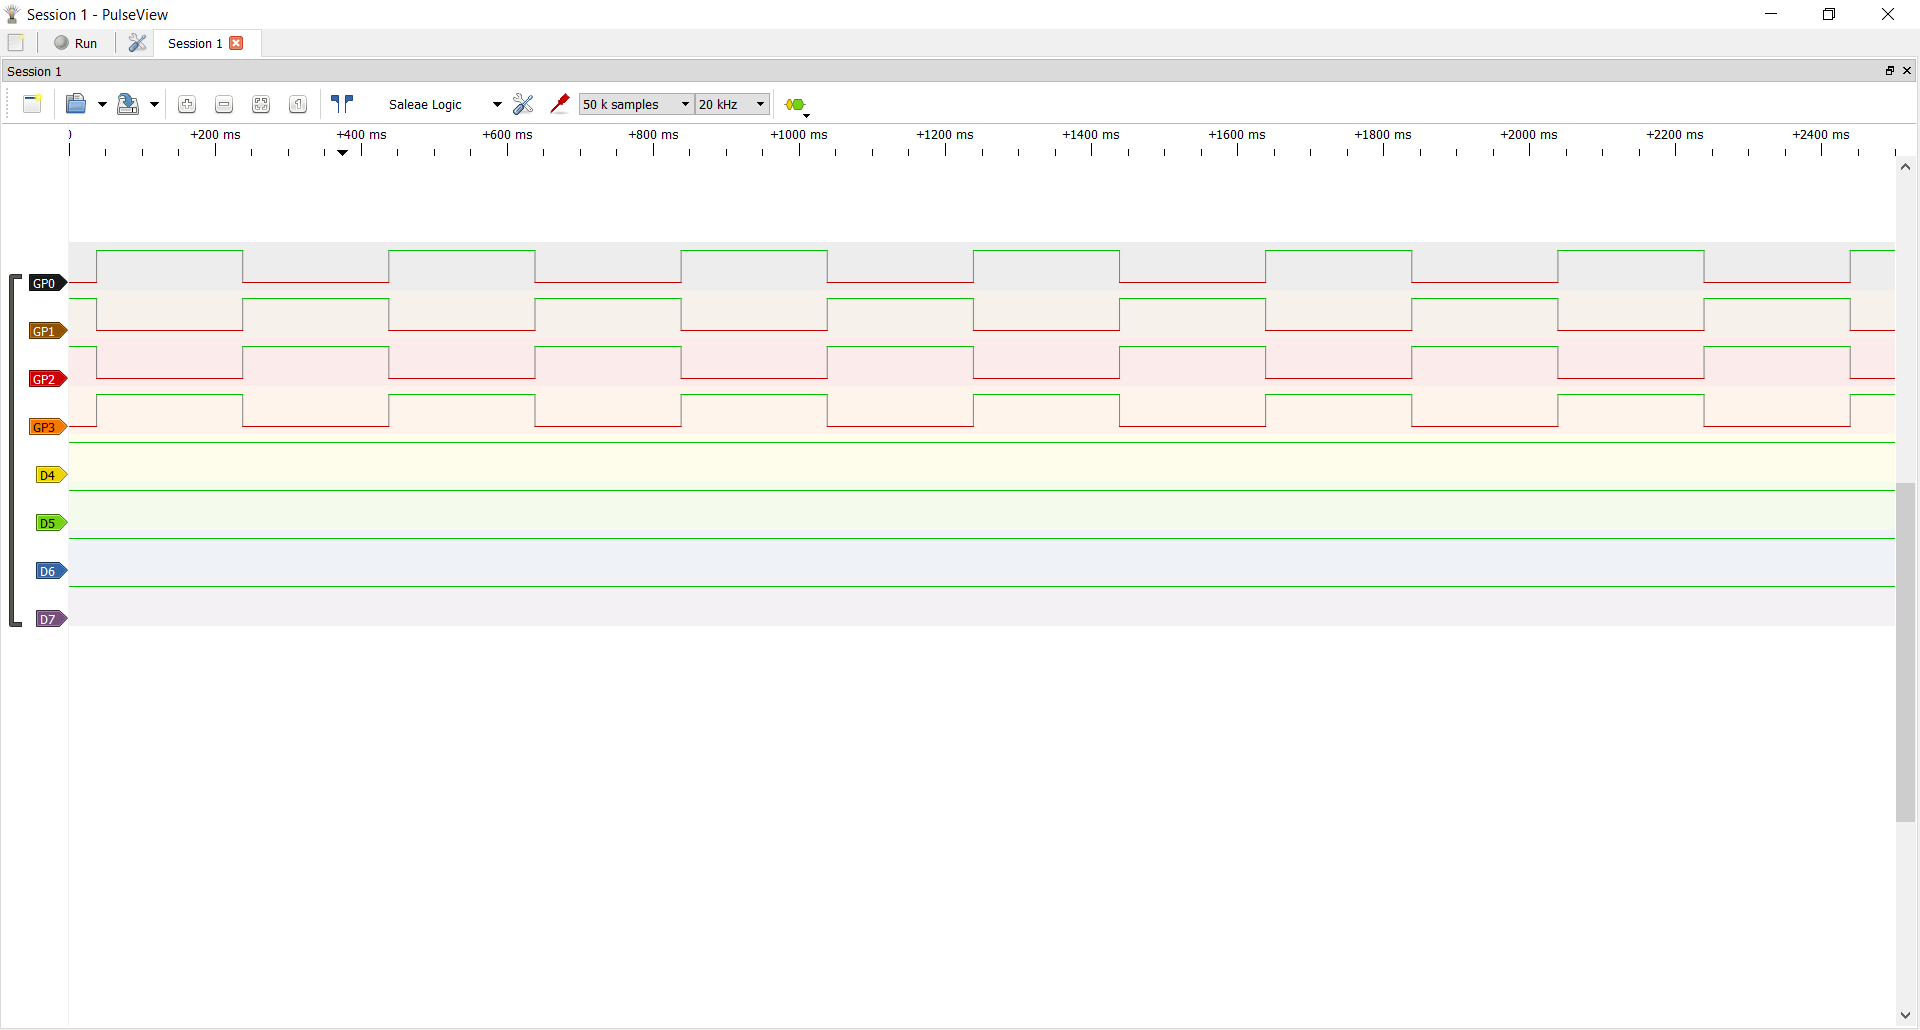 Session 1 - PulseView
Run
Session 1
Session 1
Saleae Logic
50 k samples
20 kHz
0 +200 ms +400 ms +600 ms +800 ms +1000 ms +1200 ms +1400 ms +1600 ms +1800 ms +2000 ms +2200 ms +2400 ms
GP0
GP1
GP2
GP3
D4
D5
D6
D7